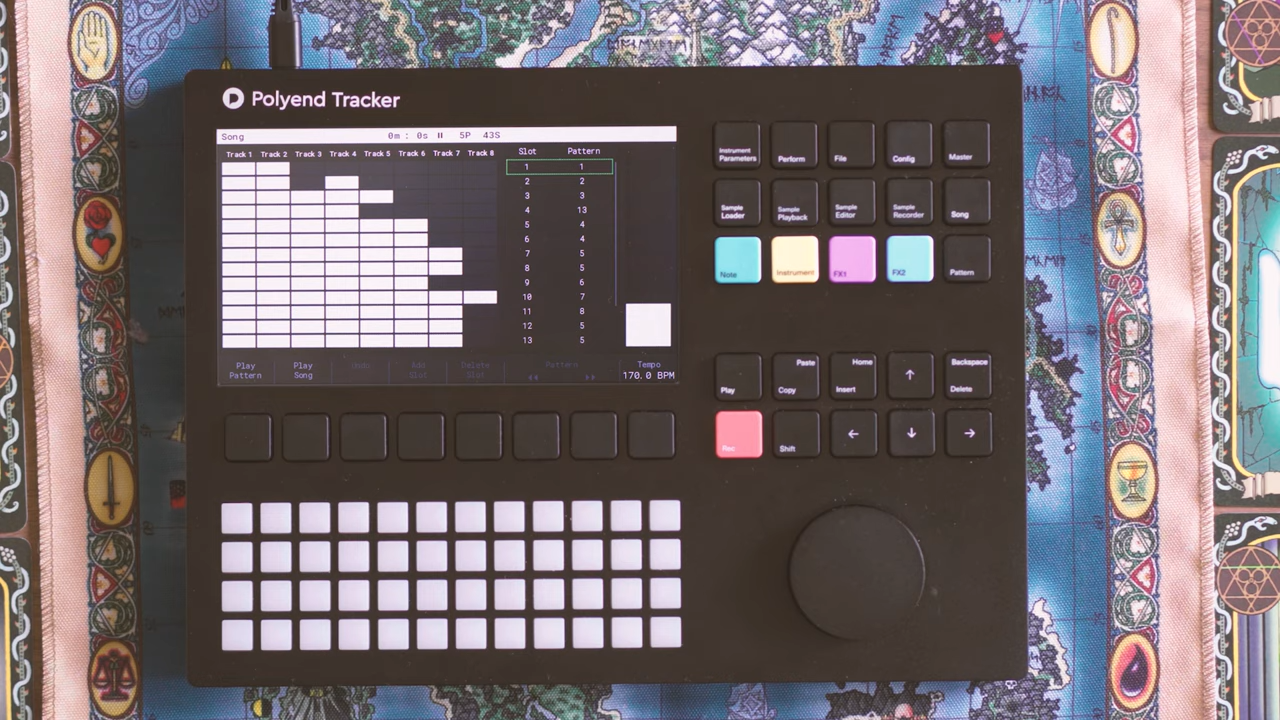 Polyend Tracker
Song 0m : 0s 5P 43S
Track 1 Track 2 Track 3 Track 4 Track 5 Track 6 Track 7 Track 8 Slot Pattern
1 1
2 2
3 3
4 13
5 4
6 4
7 5
8 5
9 6
10 7
11 8
12 5
13 5
Play Pattern
Play Song
Undo
Add Slot
Delete Slot
Pattern
Tempo
170.0 BPM
Instrument Parameters
Perform
File
Config
Master
Sample Loader
Sample Playback
Sample Editor
Sample Recorder
Song
Note
Instrument
FX1
FX2
Pattern
Play
Paste
Copy
Home
Insert
↑
Backspace
Delete
Rec
Shift
←
↓
→